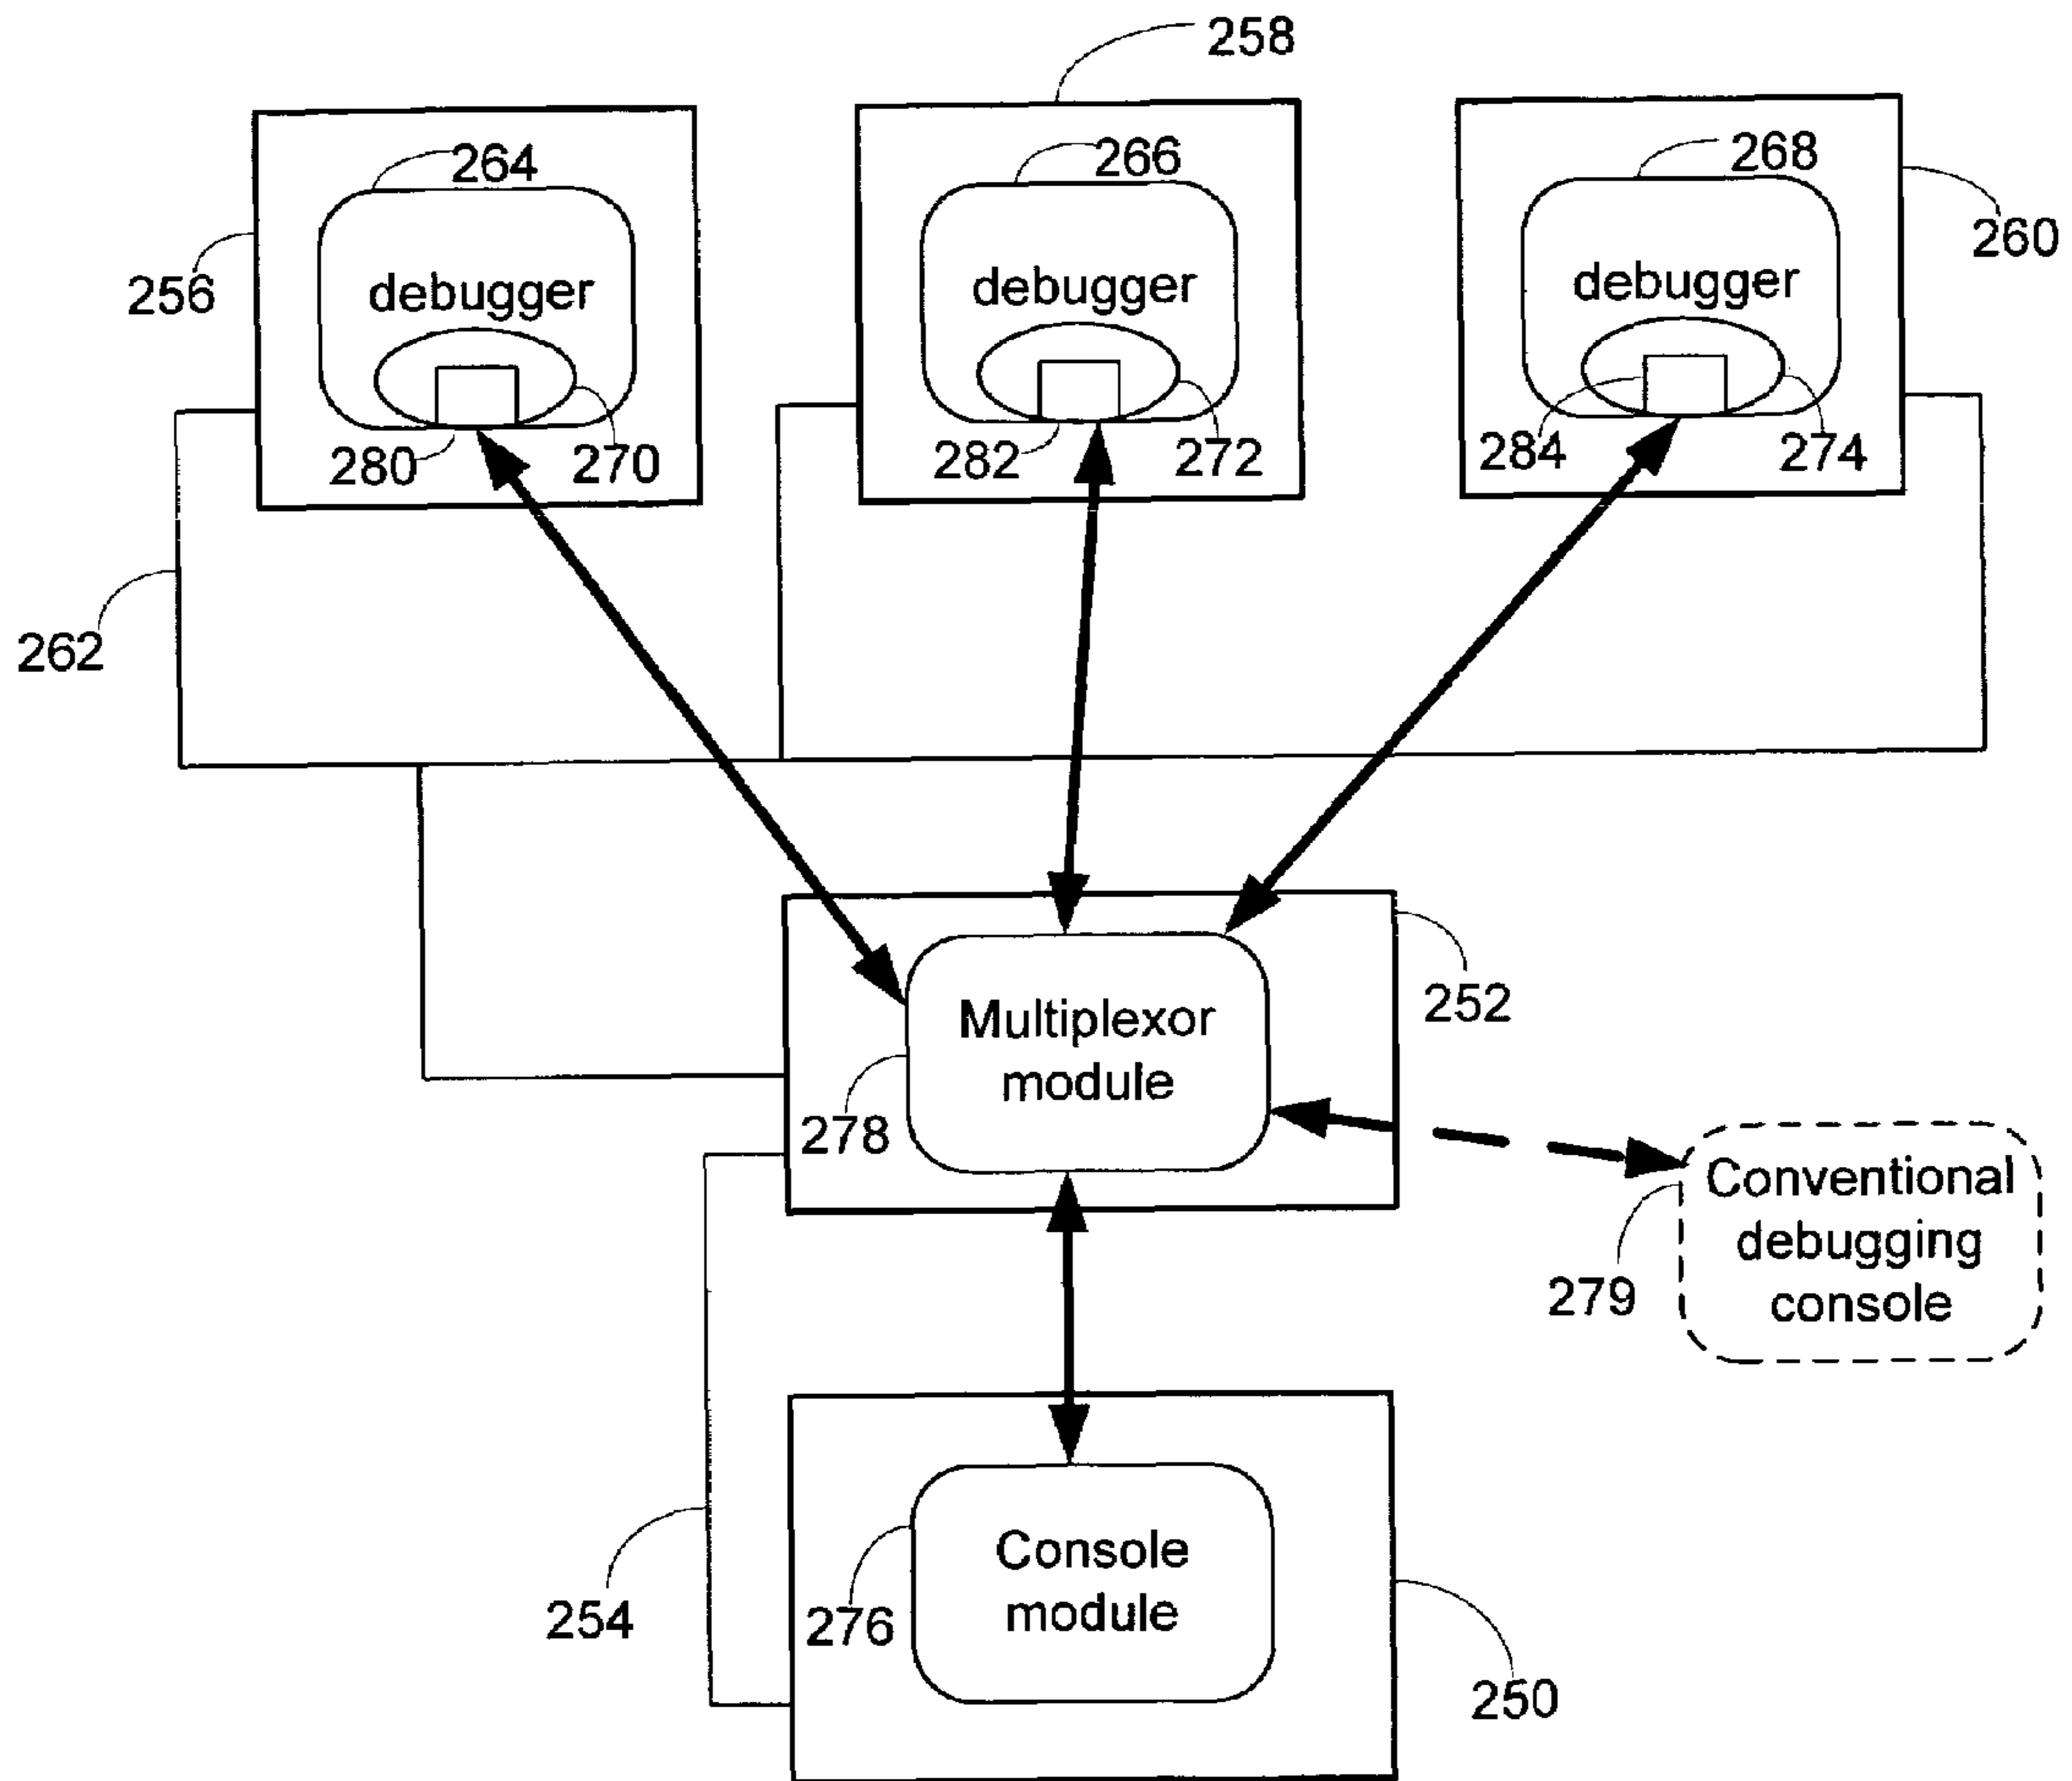 258
264
266
268
260
256
debugger
debugger
debugger
280
270
282
272
284
274
262
252
Multiplexor
module
278
Conventional
debugging
console
279
Console
module
254
276
250